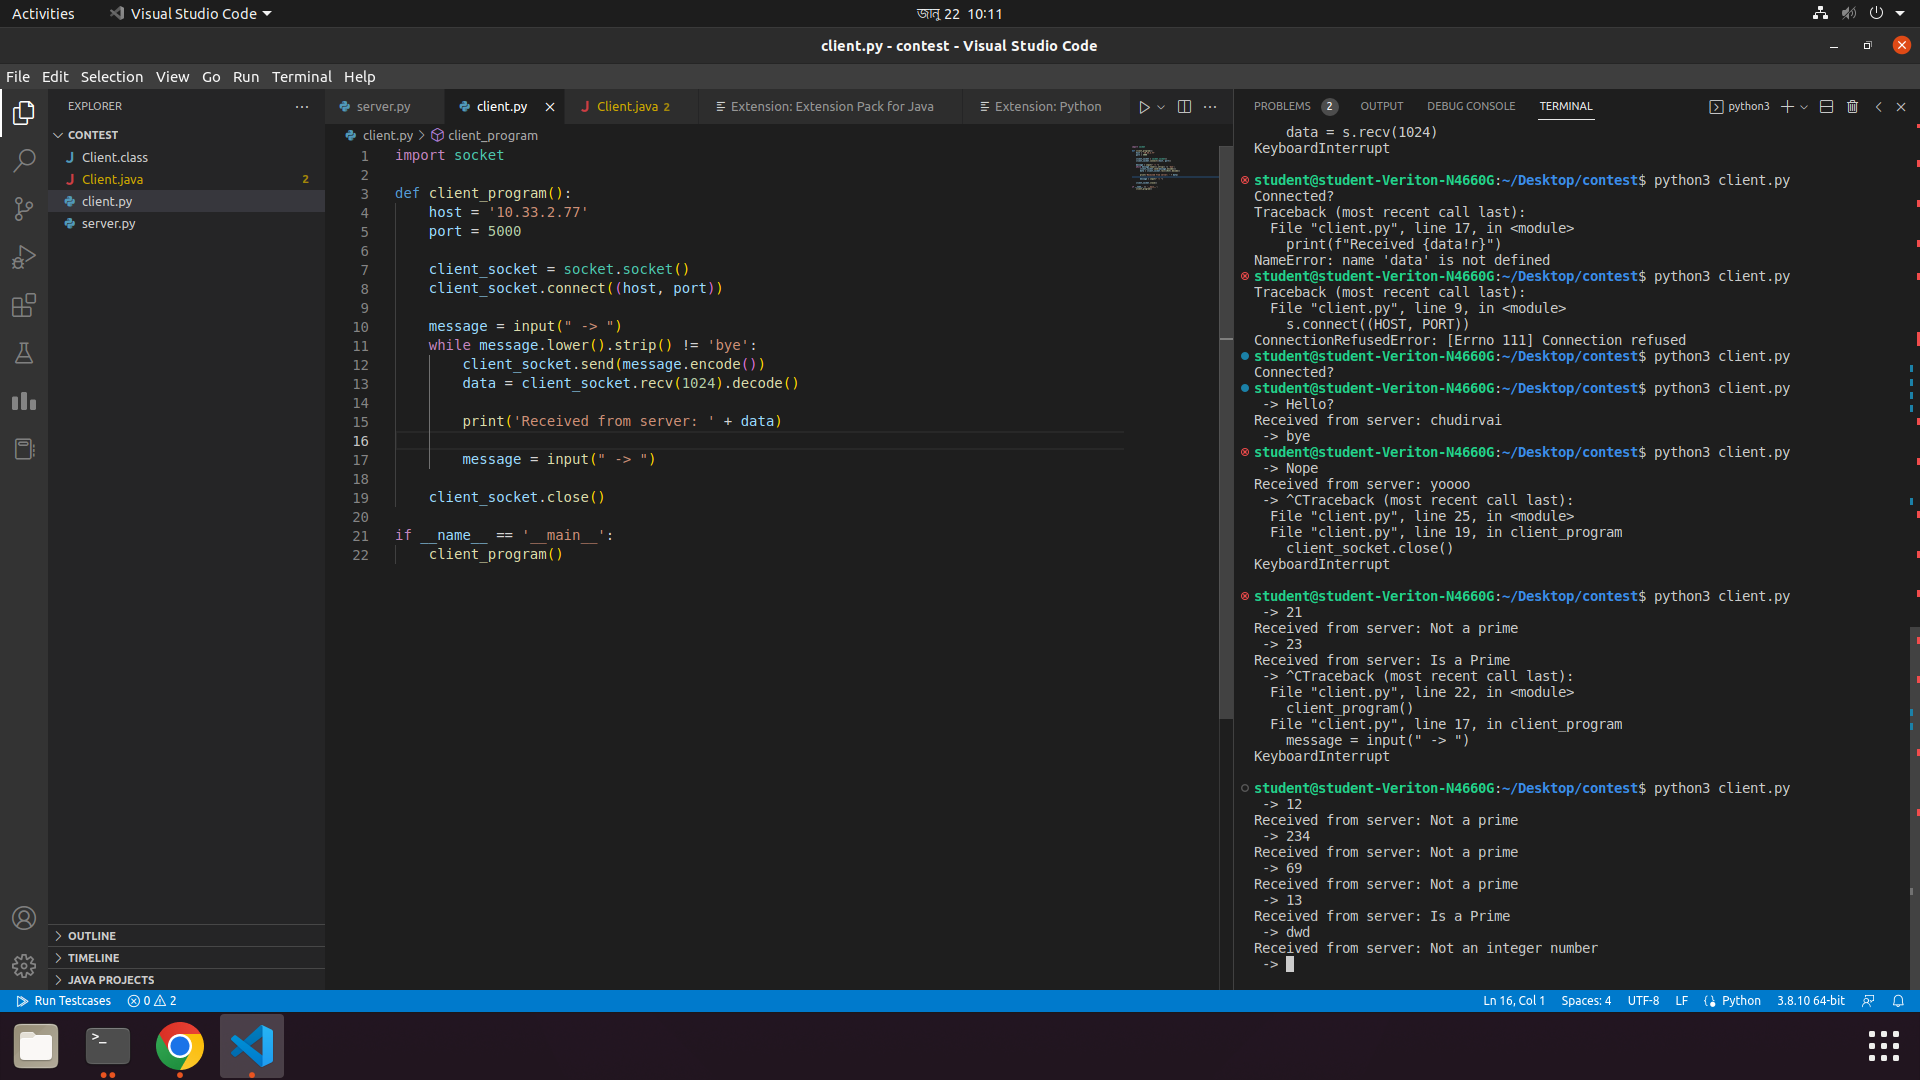 Activities
Visual Studio Code
জানু 22 10:11
client.py - contest - Visual Studio Code
File Edit Selection View Go Run Terminal Help
EXPLORER
CONTEST
Client.class
Client.java 2
client.py
server.py
OUTLINE
TIMELINE
JAVA PROJECTS
server.py
client.py
Client.java 2
Extension: Extension Pack for Java
Extension: Python
client.py > client_program
1 import socket
2
3 def client_program():
4 host = '10.33.2.77'
5 port = 5000
6
7 client_socket = socket.socket()
8 client_socket.connect((host, port))
9
10 message = input(" -> ")
11 while message.lower().strip() != 'bye':
12 client_socket.send(message.encode())
13 data = client_socket.recv(1024).decode()
14
15 print('Received from server: ' + data)
16
17 message = input(" -> ")
18
19 client_socket.close()
20
21 if __name__ == '__main__':
22 client_program()
PROBLEMS 2 OUTPUT DEBUG CONSOLE TERMINAL
python3
data = s.recv(1024)
KeyboardInterrupt
student@student-Veriton-N4660G:~/Desktop/contest$ python3 client.py
Connected?
Traceback (most recent call last):
File "client.py", line 17, in <module>
print(f"Received {data!r}")
NameError: name 'data' is not defined
student@student-Veriton-N4660G:~/Desktop/contest$ python3 client.py
Traceback (most recent call last):
File "client.py", line 9, in <module>
s.connect((HOST, PORT))
ConnectionRefusedError: [Errno 111] Connection refused
student@student-Veriton-N4660G:~/Desktop/contest$ python3 client.py
Connected?
student@student-Veriton-N4660G:~/Desktop/contest$ python3 client.py
-> Hello?
Received from server: chudirvai
-> bye
student@student-Veriton-N4660G:~/Desktop/contest$ python3 client.py
-> Nope
Received from server: yoooo
-> ^CTraceback (most recent call last):
File "client.py", line 25, in <module>
File "client.py", line 19, in client_program
client_socket.close()
KeyboardInterrupt
student@student-Veriton-N4660G:~/Desktop/contest$ python3 client.py
-> 21
Received from server: Not a prime
-> 23
Received from server: Is a Prime
-> ^CTraceback (most recent call last):
File "client.py", line 22, in <module>
client_program()
File "client.py", line 17, in client_program
message = input(" -> ")
KeyboardInterrupt
student@student-Veriton-N4660G:~/Desktop/contest$ python3 client.py
-> 12
Received from server: Not a prime
-> 234
Received from server: Not a prime
-> 69
Received from server: Not a prime
-> 13
Received from server: Is a Prime
-> dwd
Received from server: Not an integer number
->
Run Testcases 0 2
Ln 16, Col 1 Spaces: 4 UTF-8 LF Python 3.8.10 64-bit